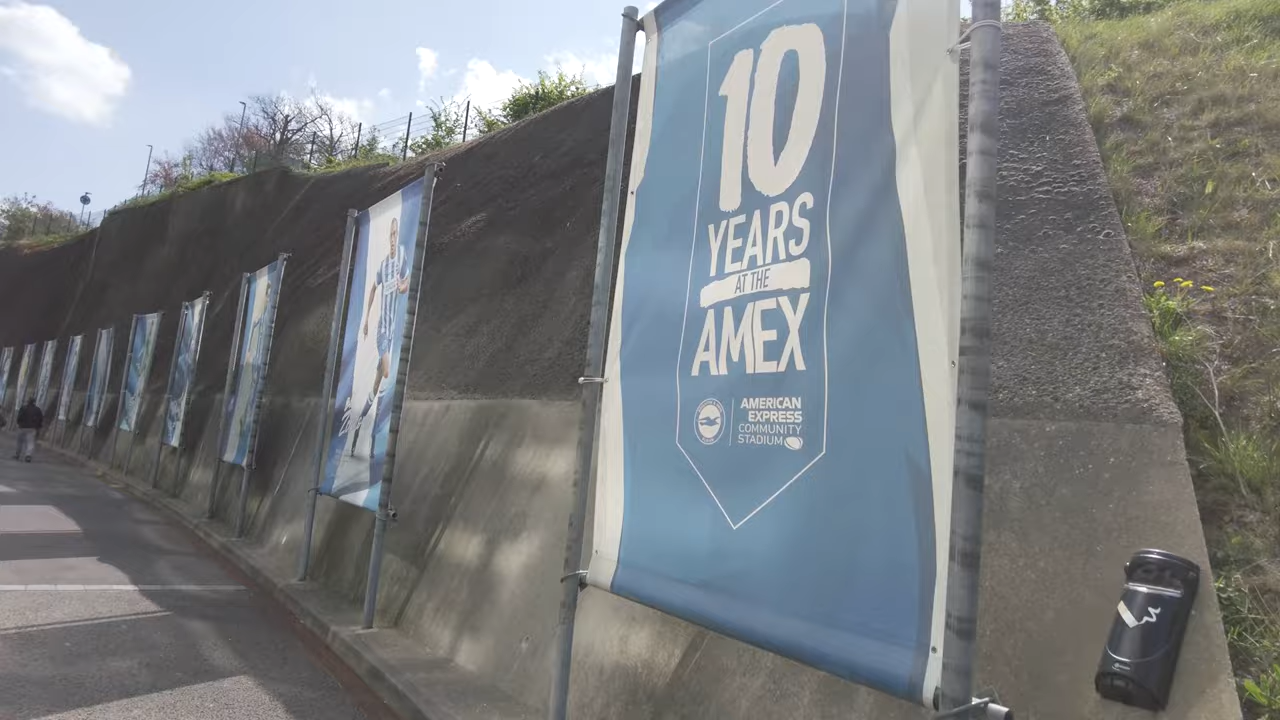 10
YEARS
AT THE
AMEX
AMERICAN
EXPRESS
COMMUNITY
STADIUM